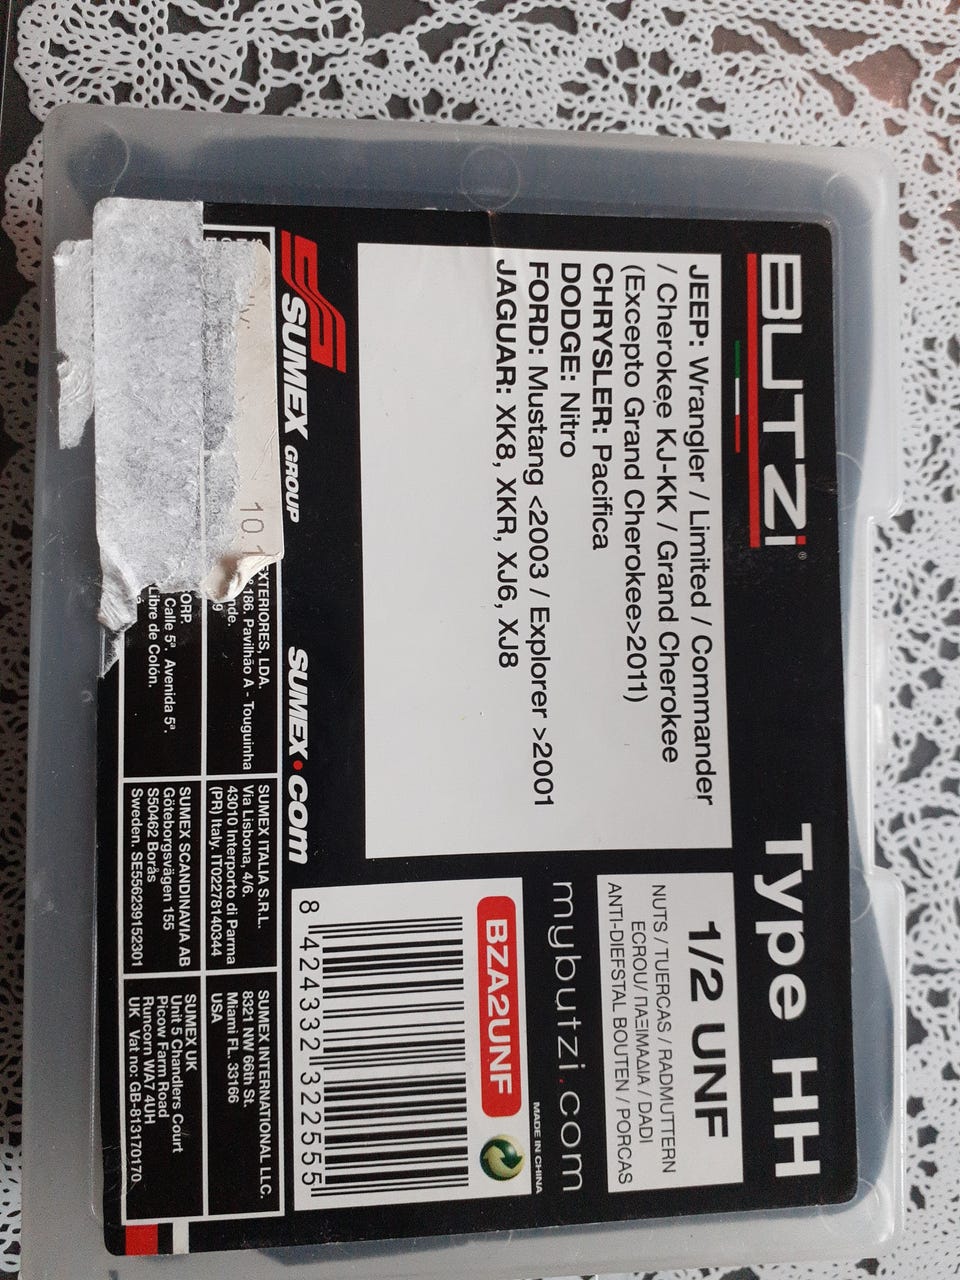 BUTZi®
Type HH
JEEP: Wrangler / Limited / Commander
/ Cherokee KJ-KK / Grand Cherokee
(Excepto Grand Cherokee>2011)
CHRYSLER: Pacifica
DODGE: Nitro
FORD: Mustang <2003 / Explorer >2001
JAGUAR: XK8, XKR, XJ6, XJ8
1/2 UNF
NUTS / TUERCAS / RADMUTTERN
ECROU/ ΠΑΞΙΜΑΔΙΑ / DADI
ANTI-DIEFSTAL BOUTEN / PORCAS
mybutzi.com
MADE IN CHINA
BZA2UNF
8 424332 322555
SUMEX GROUP
SUMEX.com
10.1
EXTERIORES, LDA.
186, Pavilhão A - Touguinha
nde.
9
ORP.
Calle 5ª, Avenida 5ª.
Libre de Colón.
SUMEX ITALIA S.R.L.
Via Lisbona, 4/6.
43010 Interporto di Parma
(PR) Italy. IT02278140344
SUMEX INTERNATIONAL LLC.
8321 NW 66th St.
Miami FL. 33166
USA
SUMEX SCANDINAVIA AB
Göteborgsvägen 155
S50462 Borås
Sweden. SE556239152301
SUMEX UK
Unit 5 Chandlers Court
Picow Farm Road
Runcorn WA7 4UH
UK Vat no: GB-813170170